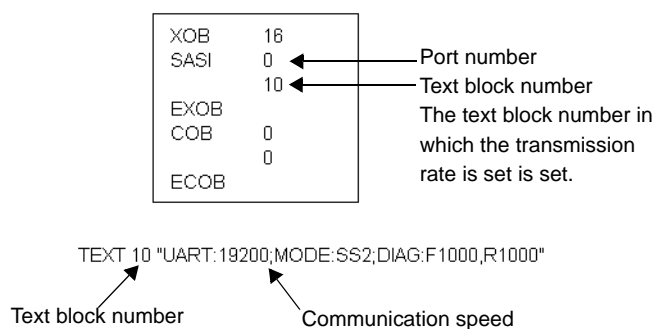 XOB 16
SASI 0 Port number
10 Text block number
EXOB The text block number in
COB 0 which the transmission
0 rate is set is set.
ECOB
TEXT 10 "UART:19200;MODE:SS2;DIAG:F1000,R1000"
Text block number Communication speed